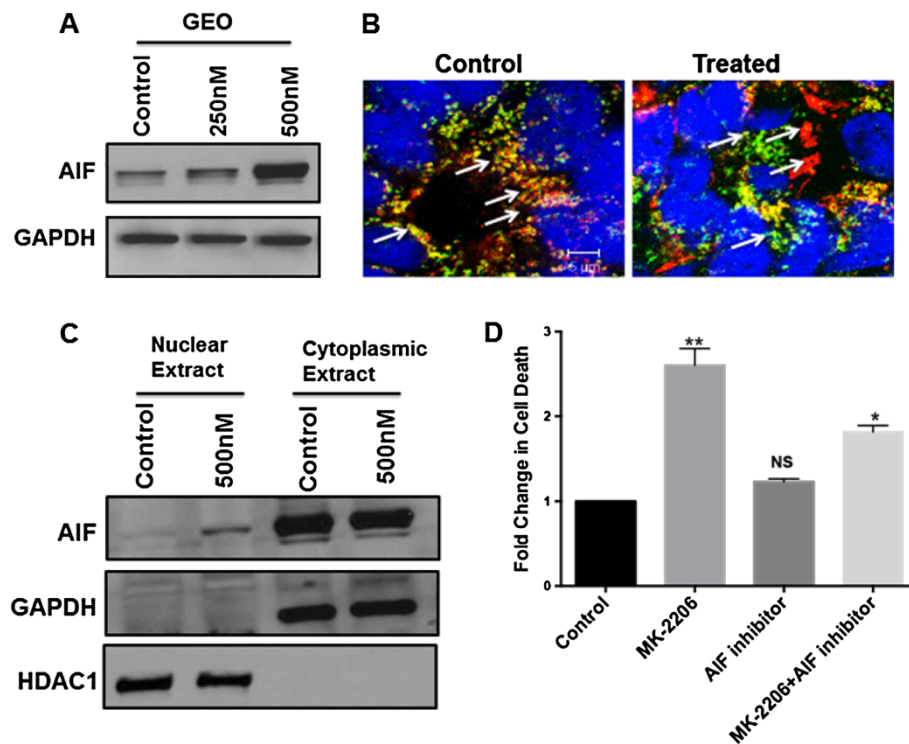 A
GEO
Control
250nM
500nM
AIF
GAPDH
B
Control
Treated
5 µm
C
Nuclear
Extract
Cytoplasmic
Extract
Control
500nM
Control
500nM
AIF
GAPDH
HDAC1
D
Fold Change in Cell Death
3
2
1
0
**
NS
*
Control
MK-2206
AIF inhibitor
MK-2206+AIF inhibitor